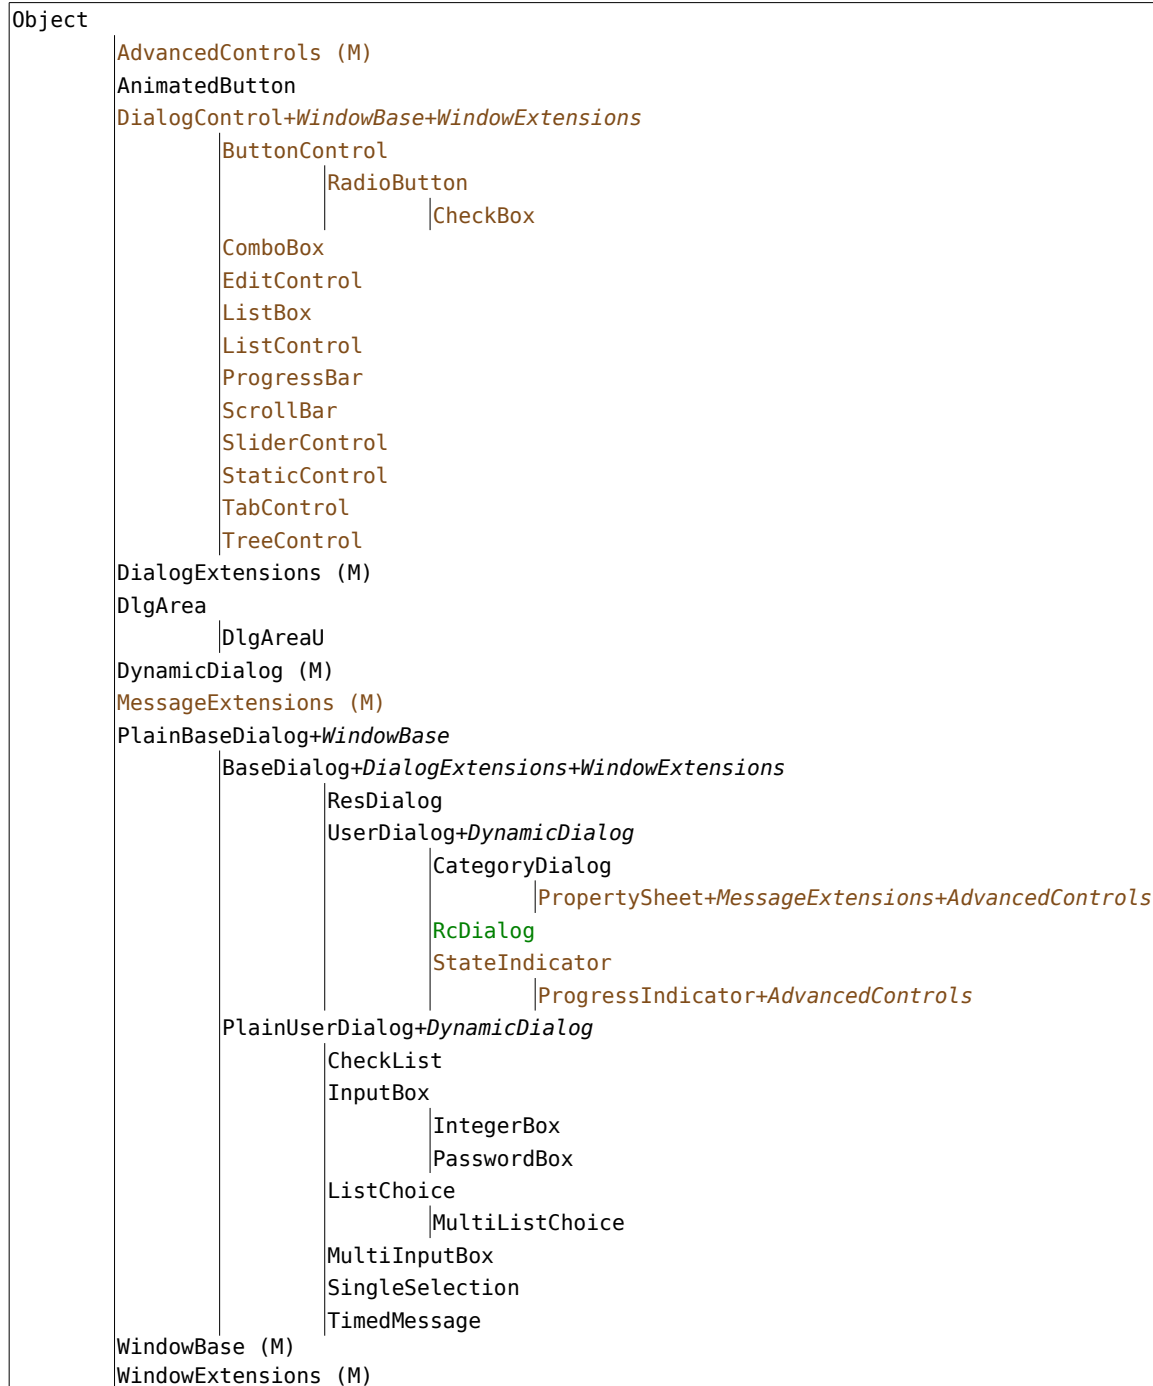 Object
AdvancedControls (M)
AnimatedButton
DialogControl+WindowBase+WindowExtensions
ButtonControl
RadioButton
CheckBox
ComboBox
EditControl
ListBox
ListControl
ProgressBar
ScrollBar
SliderControl
StaticControl
TabControl
TreeControl
DialogExtensions (M)
DlgArea
DlgAreaU
DynamicDialog (M)
MessageExtensions (M)
PlainBaseDialog+WindowBase
BaseDialog+DialogExtensions+WindowExtensions
ResDialog
UserDialog+DynamicDialog
CategoryDialog
PropertySheet+MessageExtensions+AdvancedControls
RcDialog
StateIndicator
ProgressIndicator+AdvancedControls
PlainUserDialog+DynamicDialog
CheckList
InputBox
IntegerBox
PasswordBox
ListChoice
MultiListChoice
MultiInputBox
SingleSelection
TimedMessage
WindowBase (M)
WindowExtensions (M)